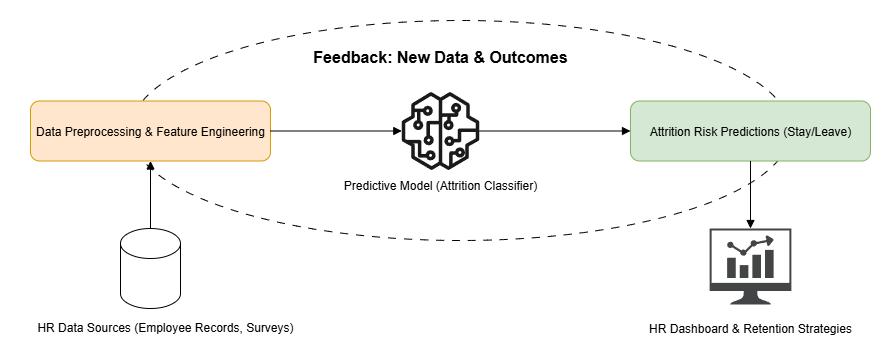 Feedback: New Data & Outcomes
Data Preprocessing & Feature Engineering
Attrition Risk Predictions (Stay/Leave)
Predictive Model (Attrition Classifier)
HR Data Sources (Employee Records, Surveys)
HR Dashboard & Retention Strategies